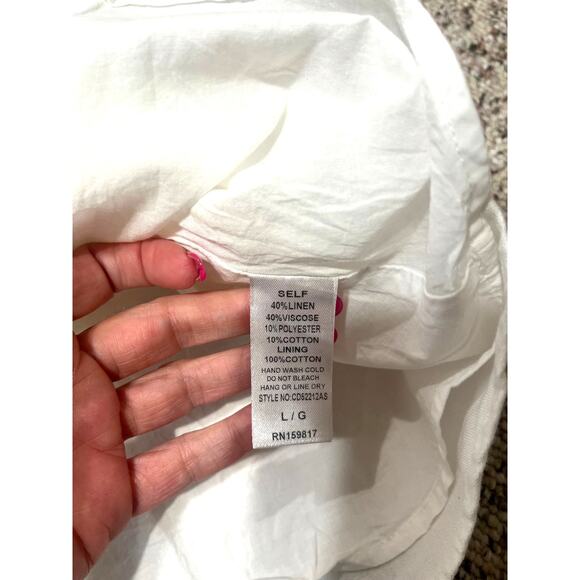 SELF
40%LINEN
40%VISCOSE
10%POLYESTER
10%COTTON
LINING
100%COTTON
HAND WASH COLD
DO NOT BLEACH
HANG OR LINE DRY
STYLE NO:CD52212AS
L / G
RN159817